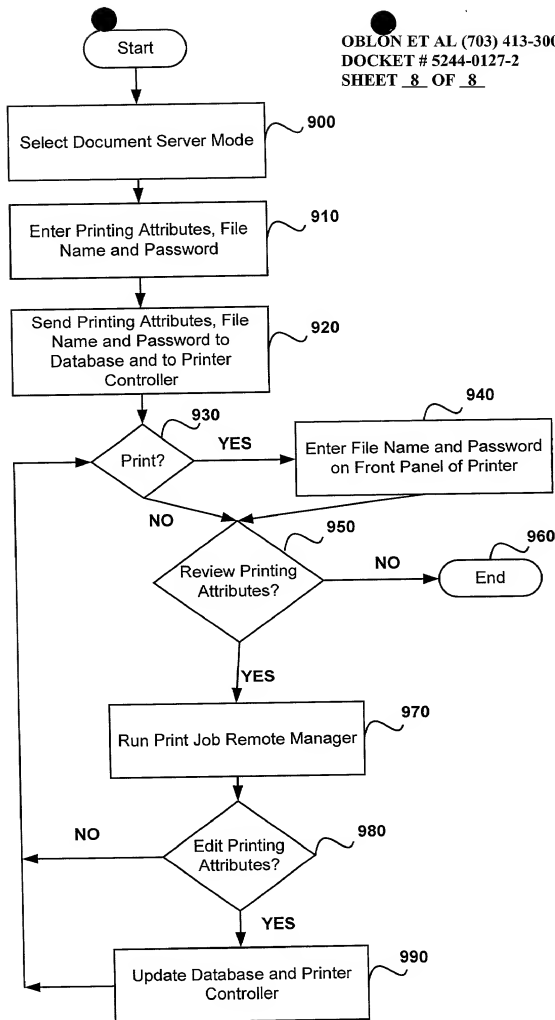 OBLON ET AL (703) 413-300
DOCKET # 5244-0127-2
SHEET 8 OF 8
Start
Select Document Server Mode
900
Enter Printing Attributes, File
Name and Password
910
Send Printing Attributes, File
Name and Password to
Database and to Printer
Controller
920
930
Print?
YES
940
Enter File Name and Password
on Front Panel of Printer
NO
950
Review Printing
Attributes?
NO
960
End
YES
Run Print Job Remote Manager
970
NO
Edit Printing
Attributes?
980
YES
Update Database and Printer
Controller
990